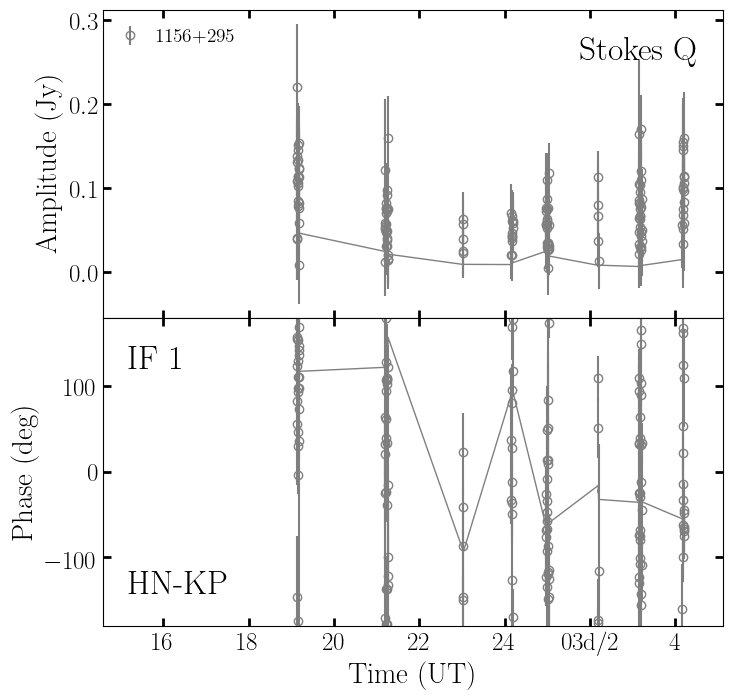 0.3
1156+295
Stokes Q
0.2
0.1
0.0
Amplitude (Jy)
IF 1
100
0
−100
Phase (deg)
HN-KP
16 18 20 22 24 03d/2 4
Time (UT)